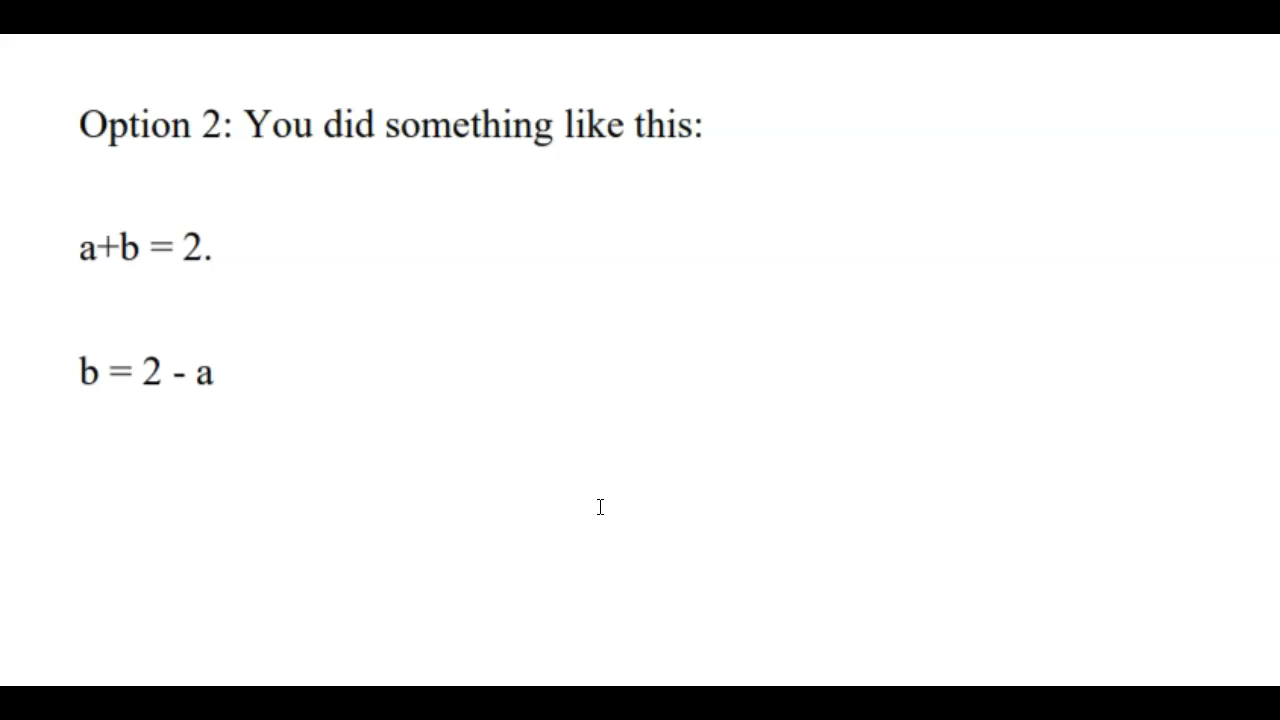 Option 2: You did something like this:
a+b = 2.
b = 2 - a